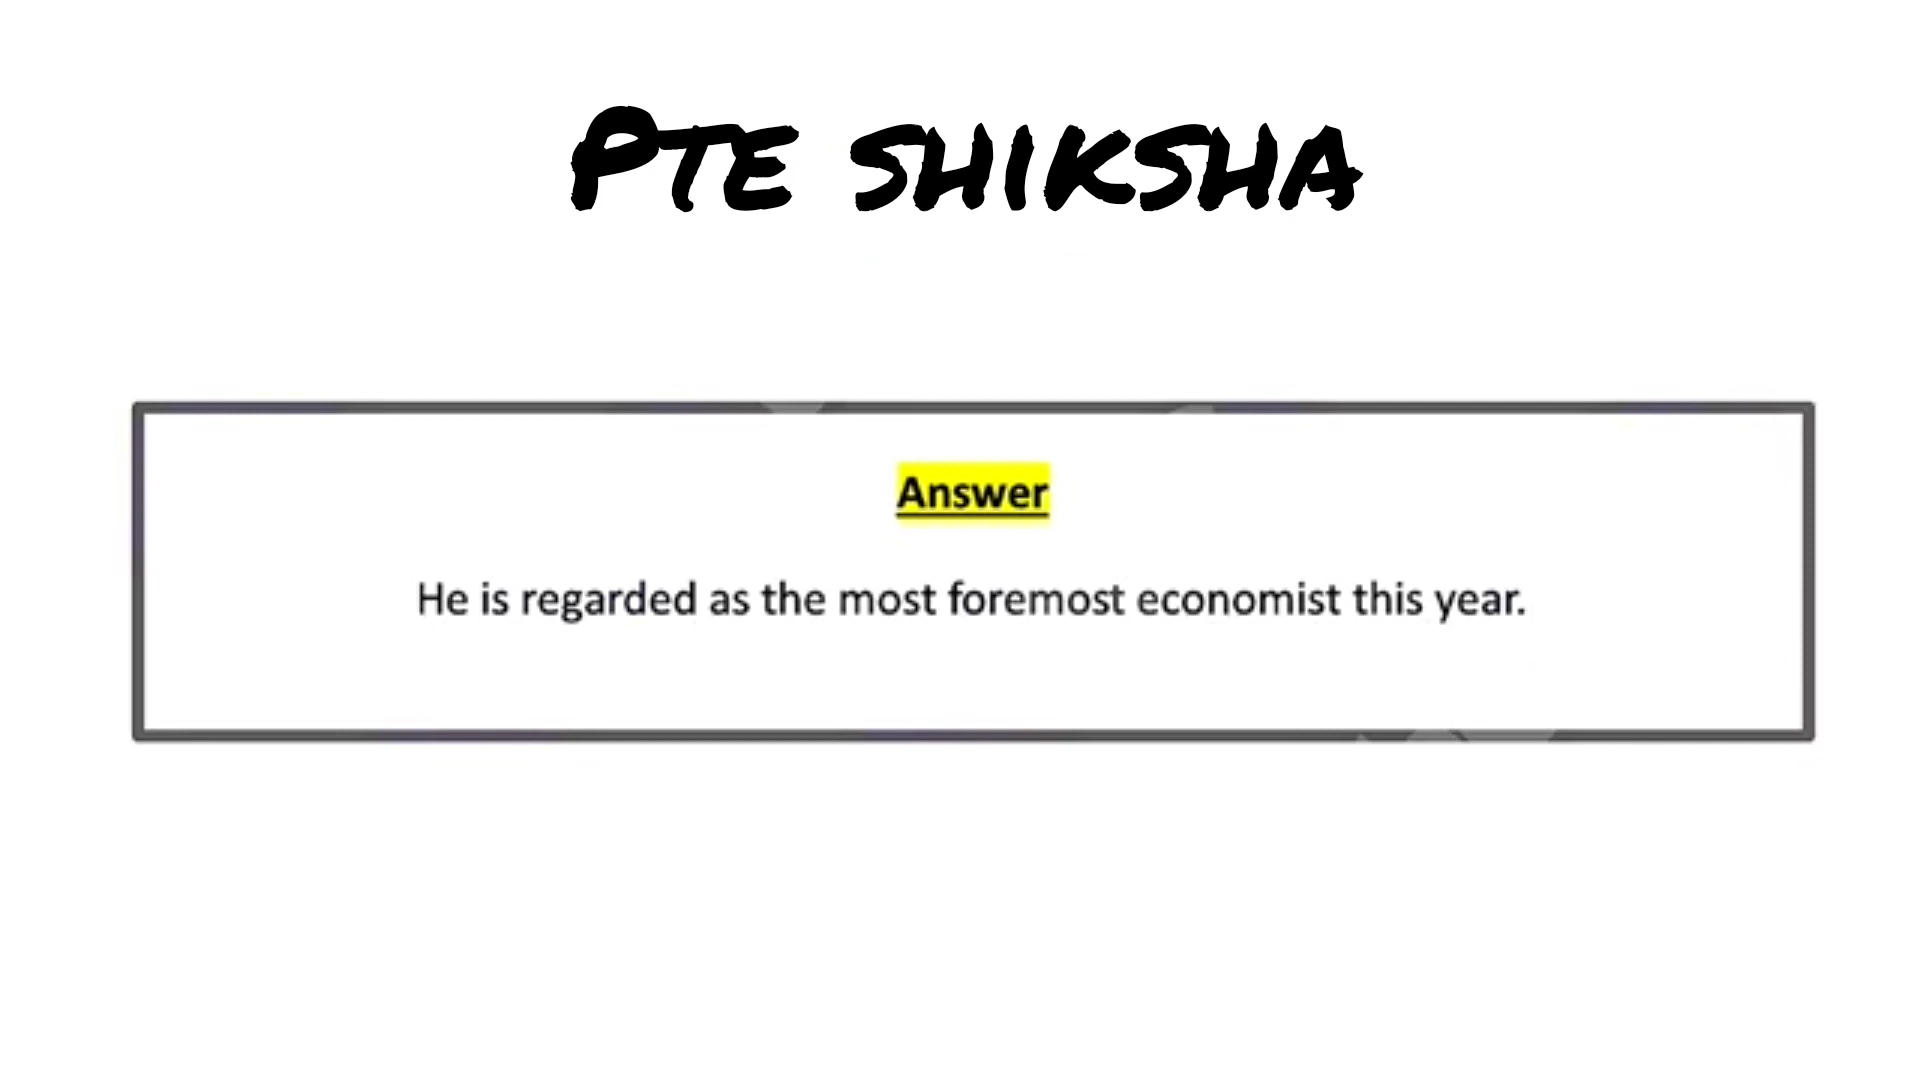 Pte shiksha
Answer
He is regarded as the most foremost economist this year.